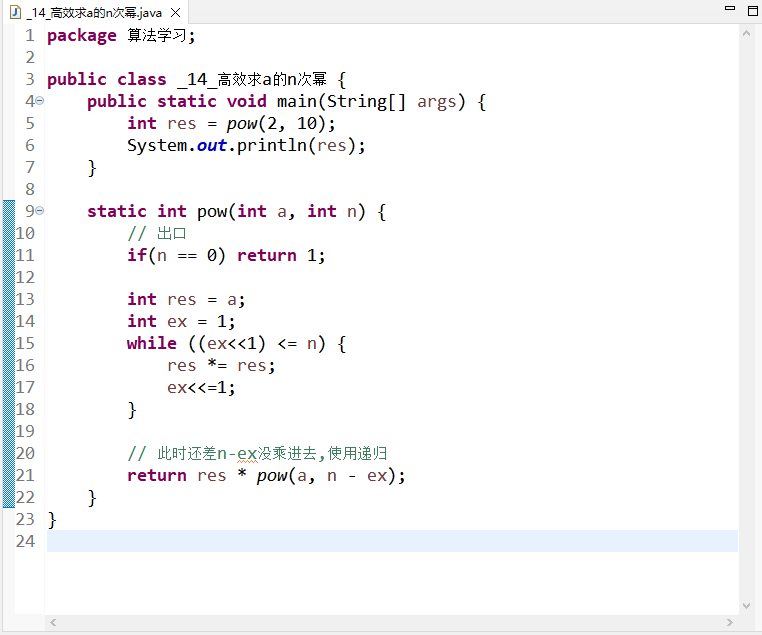 _14_高效求a的n次幂.java
1 package 算法学习;
2
3 public class _14_高效求a的n次幂 {
4 public static void main(String[] args) {
5 int res = pow(2, 10);
6 System.out.println(res);
7 }
8
9 static int pow(int a, int n) {
10 // 出口
11 if(n == 0) return 1;
12
13 int res = a;
14 int ex = 1;
15 while ((ex<<1) <= n) {
16 res *= res;
17 ex<<=1;
18 }
19
20 // 此时还差n-ex没乘进去,使用递归
21 return res * pow(a, n - ex);
22 }
23 }
24